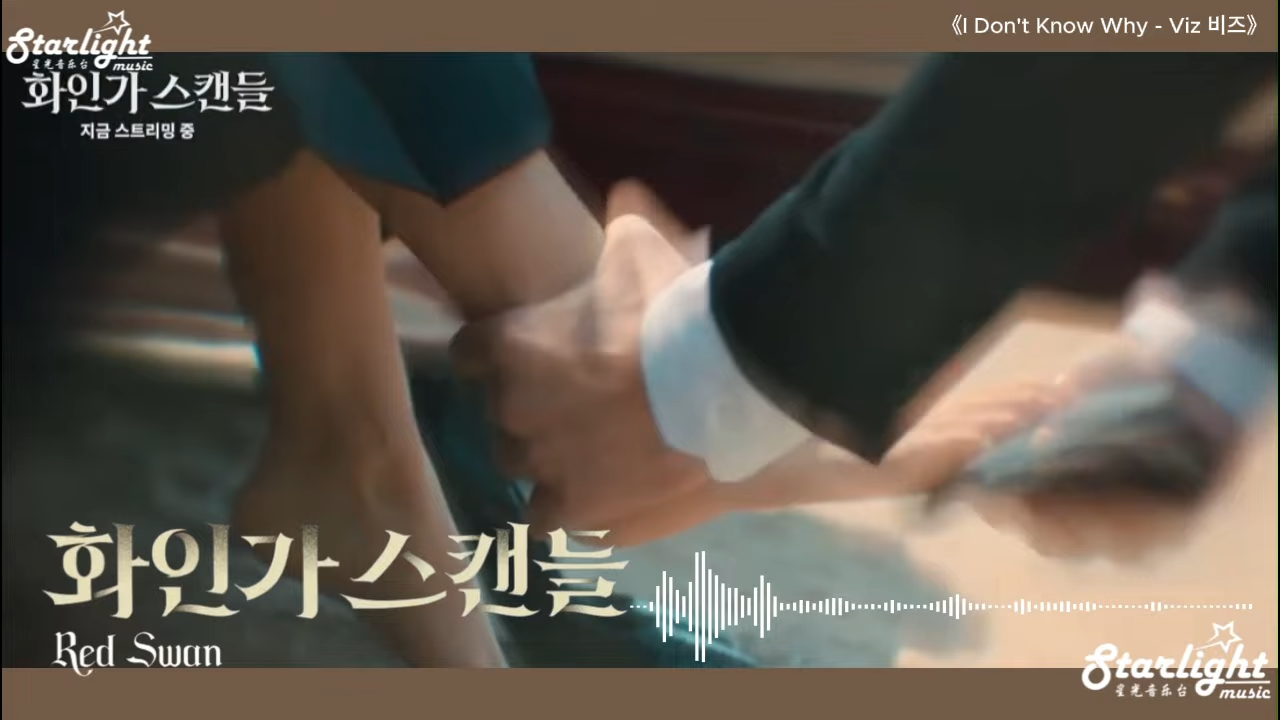 Starlight
星光音乐台 music
《I Don't Know Why - Viz 비즈》
화인가 스캔들
지금 스트리밍 중
화인가 스캔들
Red Swan
Starlight
星光音乐台 music